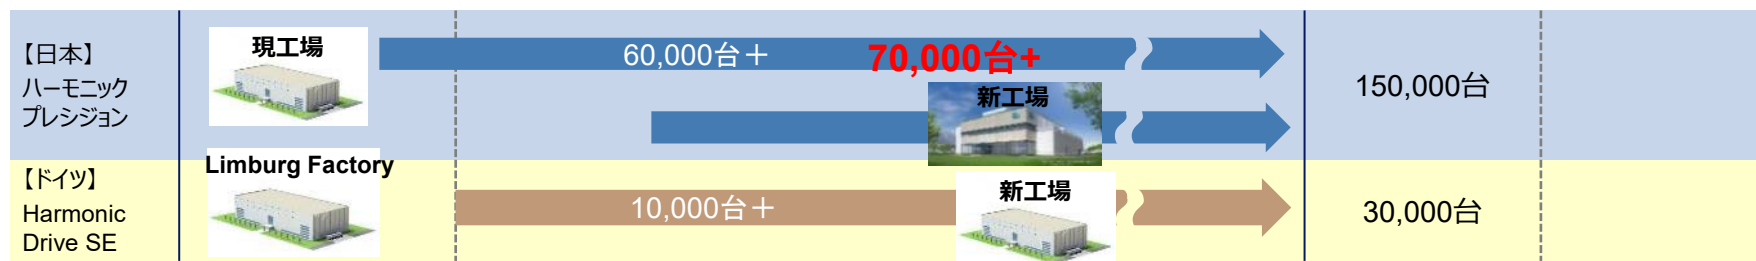 【日本】
ハーモニック
プレシジョン
現工場
60,000台＋
70,000台+
新工場
150,000台
【ドイツ】
Harmonic
Drive SE
Limburg Factory
10,000台＋
新工場
30,000台